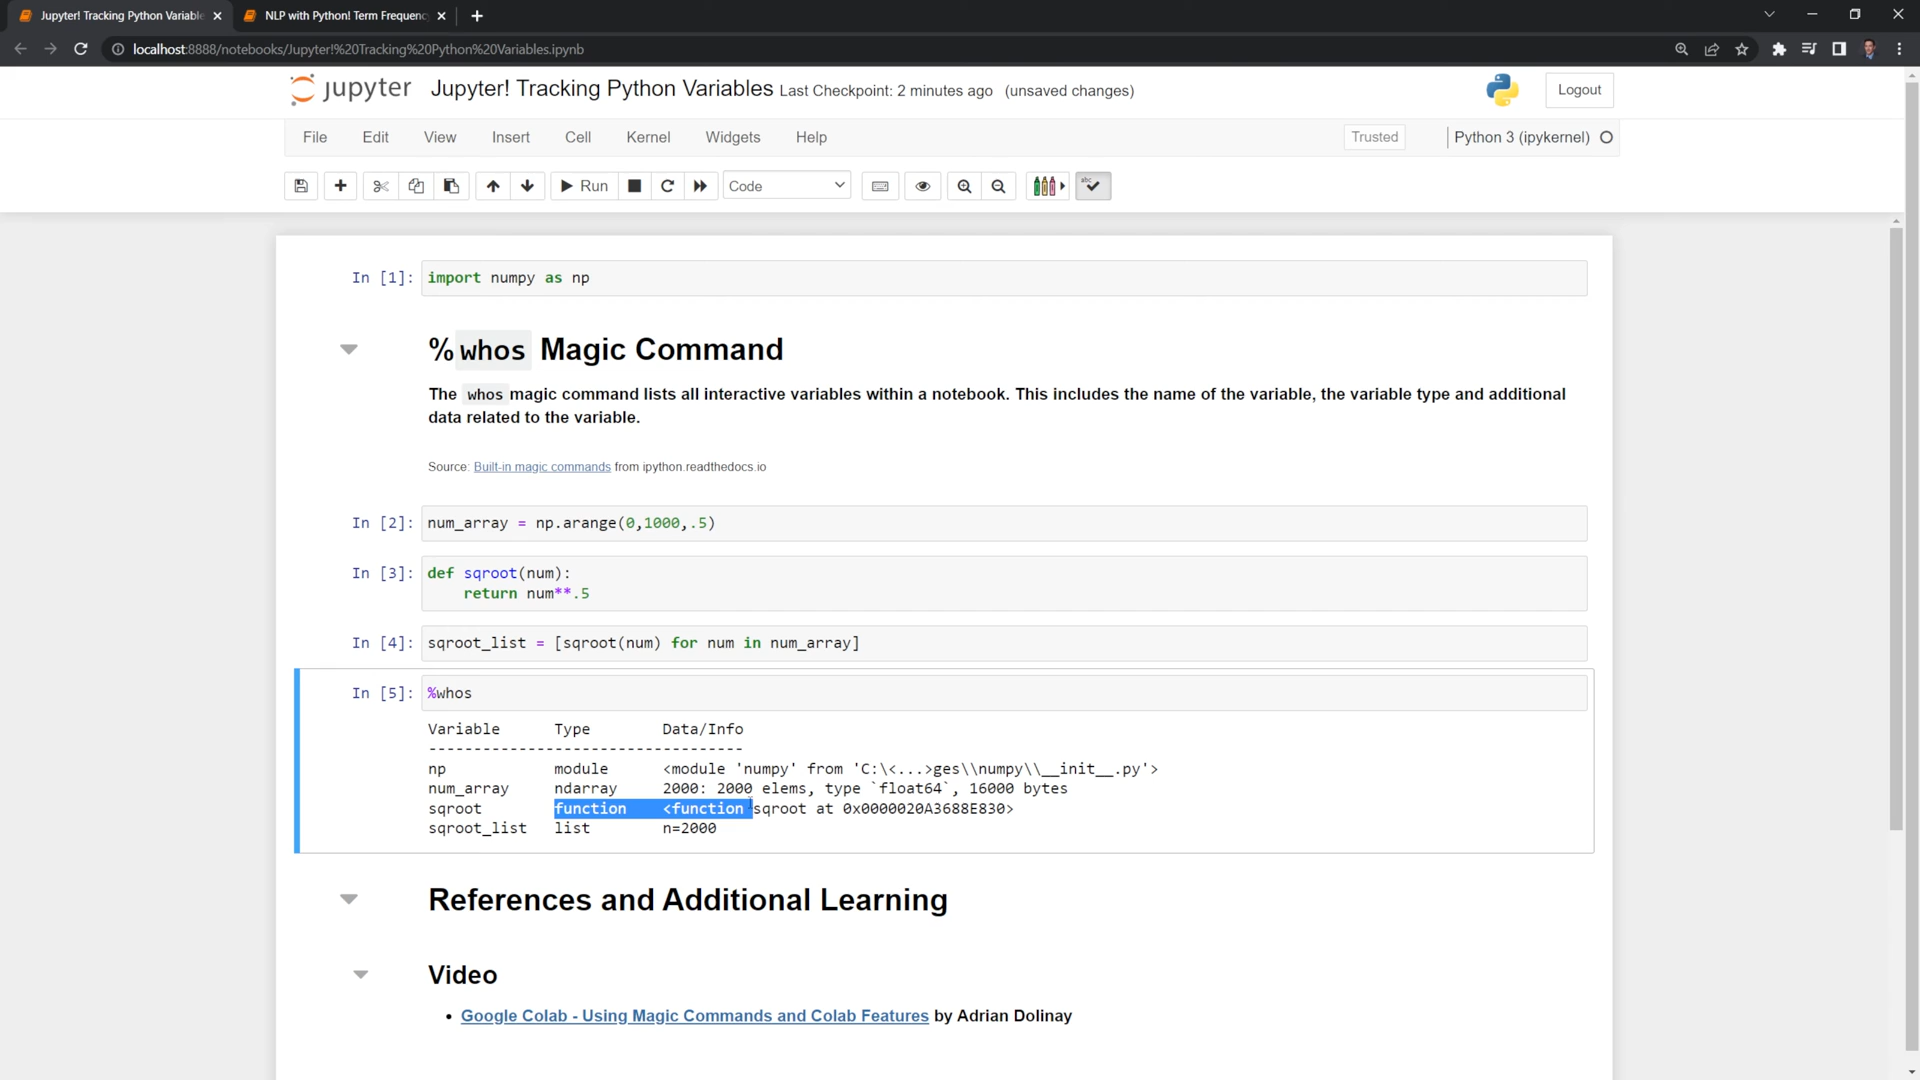 Jupyter! Tracking Python Variable
NLP with Python! Term Frequenc
localhost:8888/notebooks/Jupyter!%20Tracking%20Python%20Variables.ipynb
jupyter Jupyter! Tracking Python Variables Last Checkpoint: 2 minutes ago (unsaved changes)
Logout
File Edit View Insert Cell Kernel Widgets Help
Trusted Python 3 (ipykernel)
Run Code abc
In [1]: import numpy as np
%whos Magic Command
The whos magic command lists all interactive variables within a notebook. This includes the name of the variable, the variable type and additional
data related to the variable.
Source: Built-in magic commands from ipython.readthedocs.io
In [2]: num_array = np.arange(0,1000,.5)
In [3]: def sqroot(num):
return num**.5
In [4]: sqroot_list = [sqroot(num) for num in num_array]
In [5]: %whos
Variable Type Data/Info
-----------------------------------
np module <module 'numpy' from 'C:\<...>ges\\numpy\\__init__.py'>
num_array ndarray 2000: 2000 elems, type `float64`, 16000 bytes
sqroot function <function sqroot at 0x0000020A3688E830>
sqroot_list list n=2000
References and Additional Learning
Video
• Google Colab - Using Magic Commands and Colab Features by Adrian Dolinay